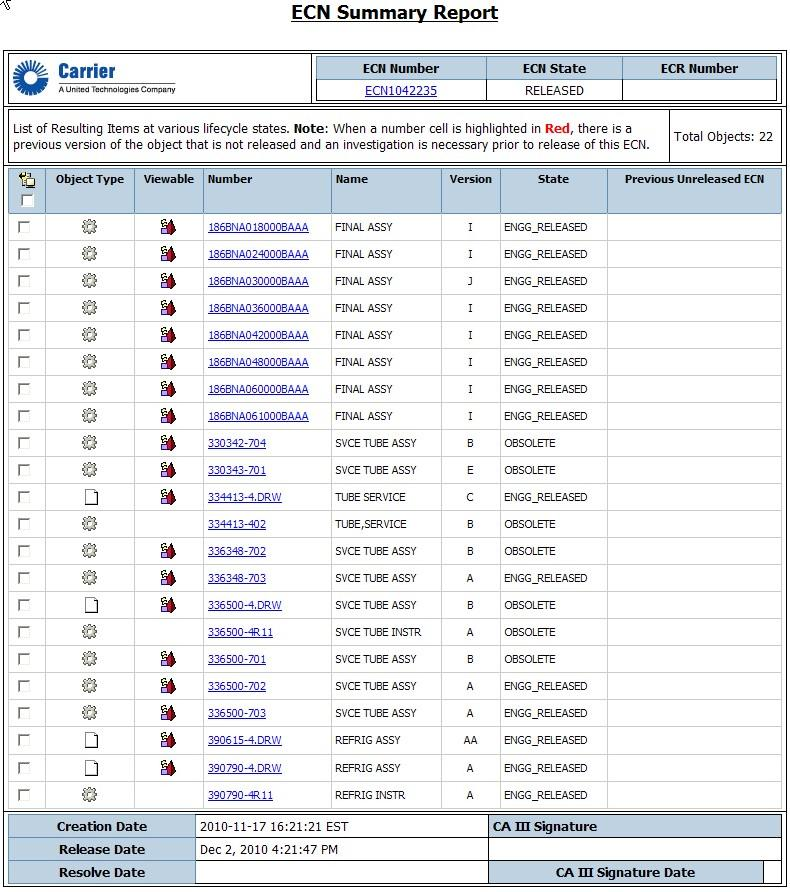 ECN Summary Report
Carrier
A United Technologies Company
ECN Number ECN State ECR Number
ECN1042235 RELEASED
List of Resulting Items at various lifecycle states. Note: When a number cell is highlighted in Red, there is a
previous version of the object that is not released and an investigation is necessary prior to release of this ECN.
Total Objects: 22
Object Type Viewable Number Name Version State Previous Unreleased ECN
186BNA018000BAAA FINAL ASSY I ENGG_RELEASED
186BNA024000BAAA FINAL ASSY I ENGG_RELEASED
186BNA030000BAAA FINAL ASSY J ENGG_RELEASED
186BNA036000BAAA FINAL ASSY I ENGG_RELEASED
186BNA042000BAAA FINAL ASSY I ENGG_RELEASED
186BNA048000BAAA FINAL ASSY I ENGG_RELEASED
186BNA060000BAAA FINAL ASSY I ENGG_RELEASED
186BNA061000BAAA FINAL ASSY I ENGG_RELEASED
330342-704 SVCE TUBE ASSY B OBSOLETE
330343-701 SVCE TUBE ASSY E OBSOLETE
334413-4.DRW TUBE SERVICE C ENGG_RELEASED
334413-402 TUBE,SERVICE B OBSOLETE
336348-702 SVCE TUBE ASSY B OBSOLETE
336348-703 SVCE TUBE ASSY A ENGG_RELEASED
336500-4.DRW SVCE TUBE ASSY B OBSOLETE
336500-4R11 SVCE TUBE INSTR A OBSOLETE
336500-701 SVCE TUBE ASSY B OBSOLETE
336500-702 SVCE TUBE ASSY A ENGG_RELEASED
336500-703 SVCE TUBE ASSY A ENGG_RELEASED
390615-4.DRW REFRIG ASSY AA ENGG_RELEASED
390790-4.DRW REFRIG ASSY A ENGG_RELEASED
390790-4R11 REFRIG INSTR A ENGG_RELEASED
Creation Date 2010-11-17 16:21:21 EST CA III Signature
Release Date Dec 2, 2010 4:21:47 PM
Resolve Date CA III Signature Date